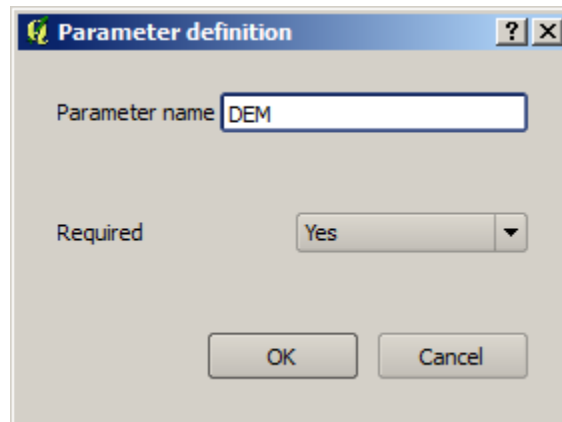 Parameter definition
Parameter name DEM
Required Yes
OK Cancel